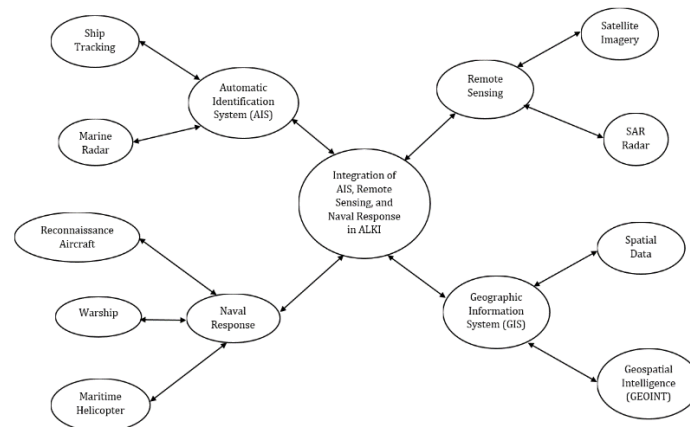 Ship
Tracking
Automatic
Identification
System (AIS)
Marine
Radar
Satellite
Imagery
Remote
Sensing
SAR
Radar
Integration of
AIS, Remote
Sensing, and
Naval Response
in ALKI
Reconnaissance
Aircraft
Warship
Naval
Response
Maritime
Helicopter
Spatial
Data
Geographic
Information
System (GIS)
Geospatial
Intelligence
(GEOINT)